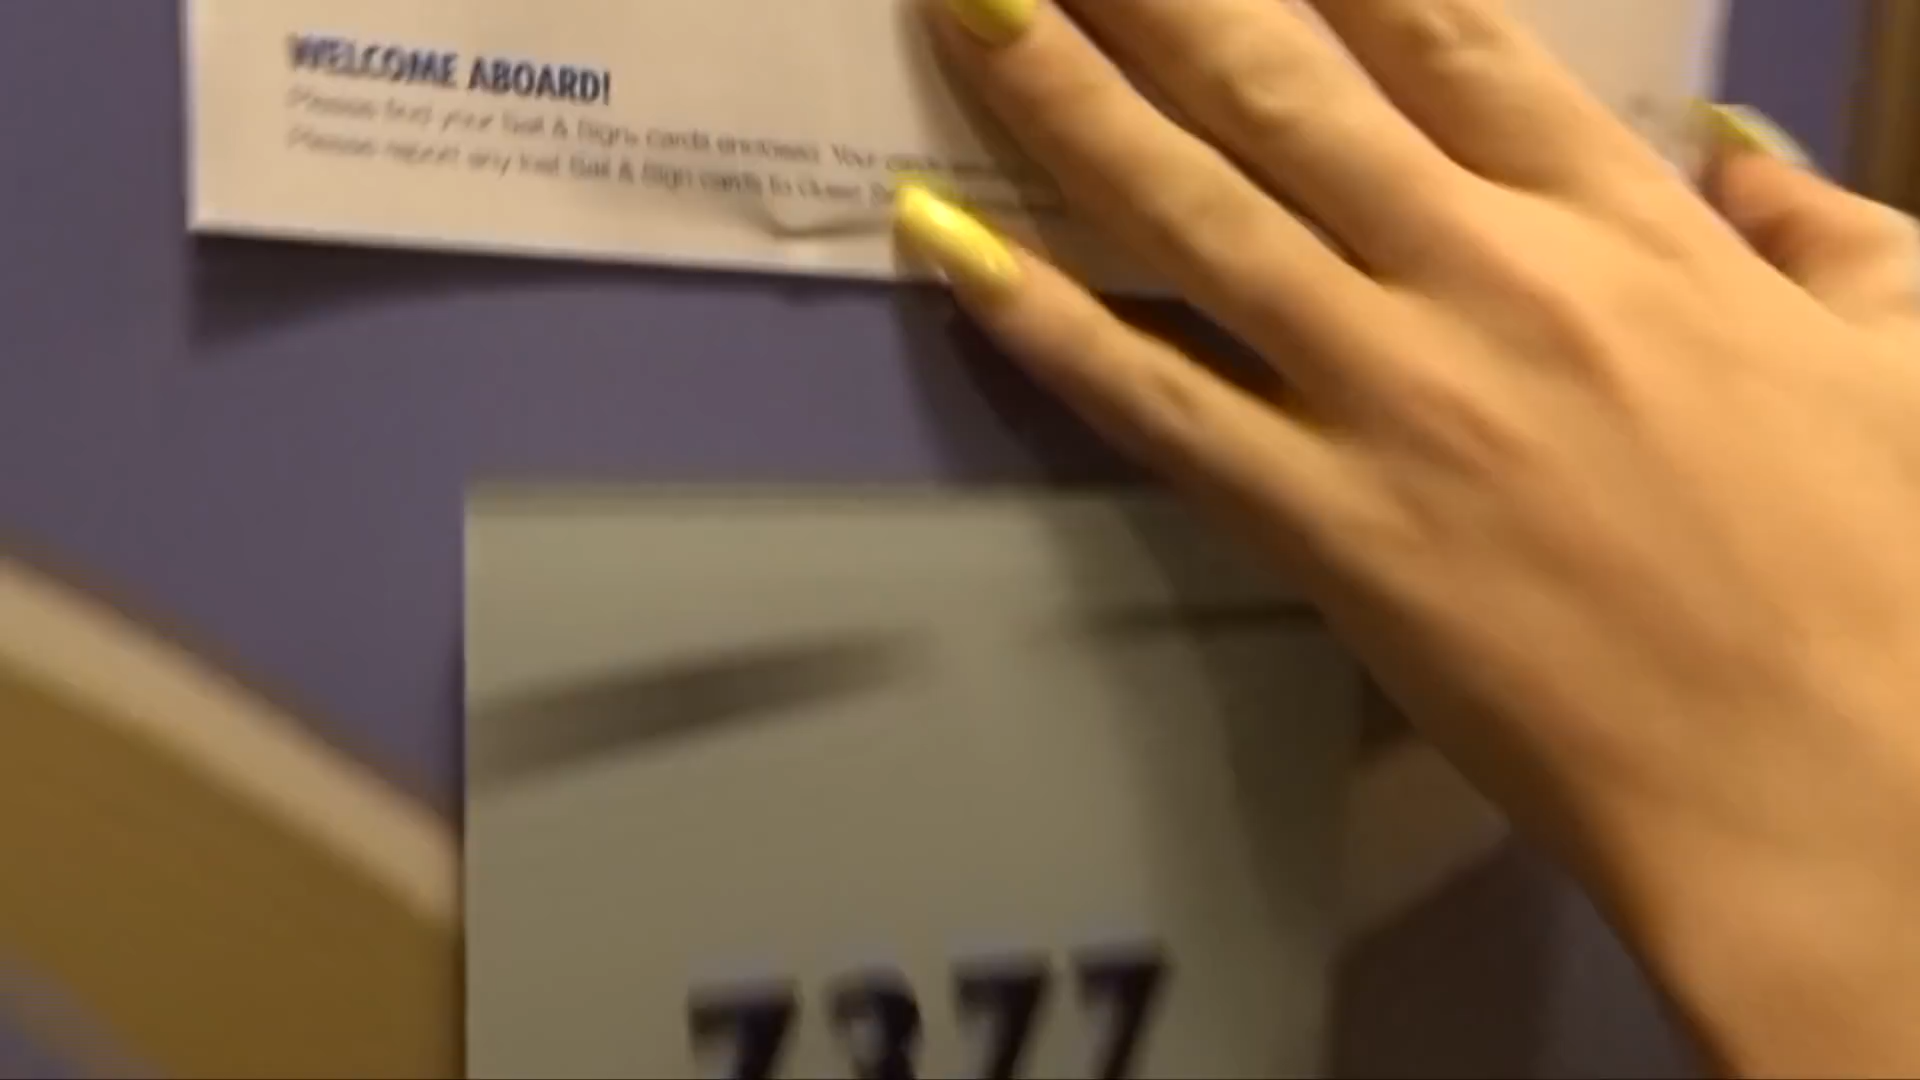 WELCOME ABOARD!
Please find your Sail & Sign cards enclosed. Your cards
Please report any lost Sail & Sign cards to Guest
7377